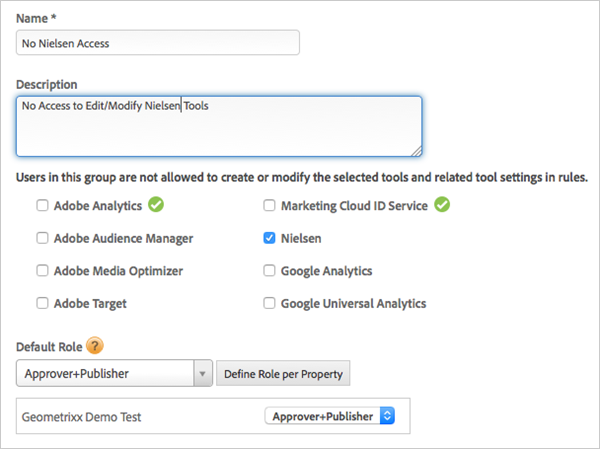 Name *
No Nielsen Access
Description
No Access to Edit/Modify Nielsen Tools
Users in this group are not allowed to create or modify the selected tools and related tool settings in rules.
Adobe Analytics
Marketing Cloud ID Service
Adobe Audience Manager
Nielsen
Adobe Media Optimizer
Google Analytics
Adobe Target
Google Universal Analytics
Default Role ?
Approver+Publisher
Define Role per Property
Geometrixx Demo Test
Approver+Publisher